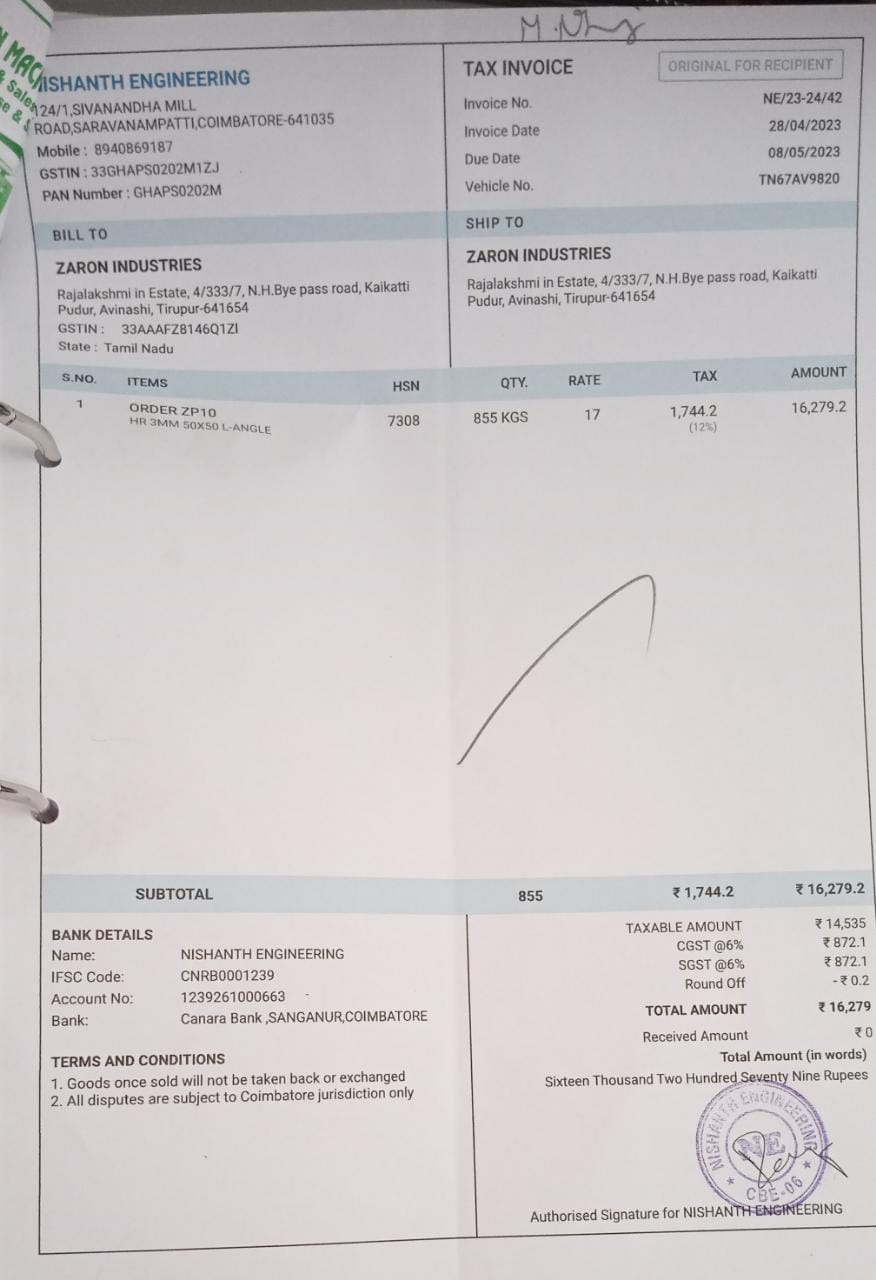 MAC
& Sales
se &
NISHANTH ENGINEERING
124/1,SIVANANDHA MILL
ROAD,SARAVANAMPATTI,COIMBATORE-641035
Mobile : 8940869187
GSTIN : 33GHAPS0202M1ZJ
PAN Number : GHAPS0202M
TAX INVOICE
ORIGINAL FOR RECIPIENT
Invoice No. NE/23-24/42
Invoice Date 28/04/2023
Due Date 08/05/2023
Vehicle No. TN67AV9820
BILL TO
ZARON INDUSTRIES
Rajalakshmi in Estate, 4/333/7, N.H.Bye pass road, Kaikatti
Pudur, Avinashi, Tirupur-641654
GSTIN : 33AAAFZ8146Q1ZI
State : Tamil Nadu
SHIP TO
ZARON INDUSTRIES
Rajalakshmi in Estate, 4/333/7, N.H.Bye pass road, Kaikatti
Pudur, Avinashi, Tirupur-641654
S.NO. ITEMS HSN QTY. RATE TAX AMOUNT
1 ORDER ZP10 7308 855 KGS 17 1,744.2 16,279.2
HR 3MM 50X50 L-ANGLE (12%)
SUBTOTAL 855 ₹ 1,744.2 ₹ 16,279.2
BANK DETAILS
Name: NISHANTH ENGINEERING
IFSC Code: CNRB0001239
Account No: 1239261000663
Bank: Canara Bank ,SANGANUR,COIMBATORE
TERMS AND CONDITIONS
1. Goods once sold will not be taken back or exchanged
2. All disputes are subject to Coimbatore jurisdiction only
TAXABLE AMOUNT ₹ 14,535
CGST @6% ₹ 872.1
SGST @6% ₹ 872.1
Round Off -₹ 0.2
TOTAL AMOUNT ₹ 16,279
Received Amount ₹ 0
Total Amount (in words)
Sixteen Thousand Two Hundred Seventy Nine Rupees
NISHANTH ENGINEERING
NE
CBE-06
Authorised Signature for NISHANTH ENGINEERING